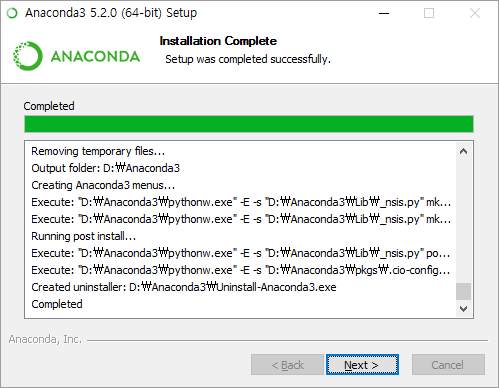 Anaconda3 5.2.0 (64-bit) Setup
ANACONDA
Installation Complete
Setup was completed successfully.
Completed
Removing temporary files...
Output folder: D:₩Anaconda3
Creating Anaconda3 menus...
Execute: "D:₩Anaconda3₩pythonw.exe" -E -s "D:₩Anaconda3₩Lib₩_nsis.py" mk...
Execute: "D:₩Anaconda3₩pythonw.exe" -E -s "D:₩Anaconda3₩Lib₩_nsis.py" mk...
Running post install...
Execute: "D:₩Anaconda3₩pythonw.exe" -E -s "D:₩Anaconda3₩Lib₩_nsis.py" po...
Execute: "D:₩Anaconda3₩pythonw.exe" -E -s "D:₩Anaconda3₩pkgs₩.cio-config...
Created uninstaller: D:₩Anaconda3₩Uninstall-Anaconda3.exe
Completed
Anaconda, Inc.
< Back
Next >
Cancel